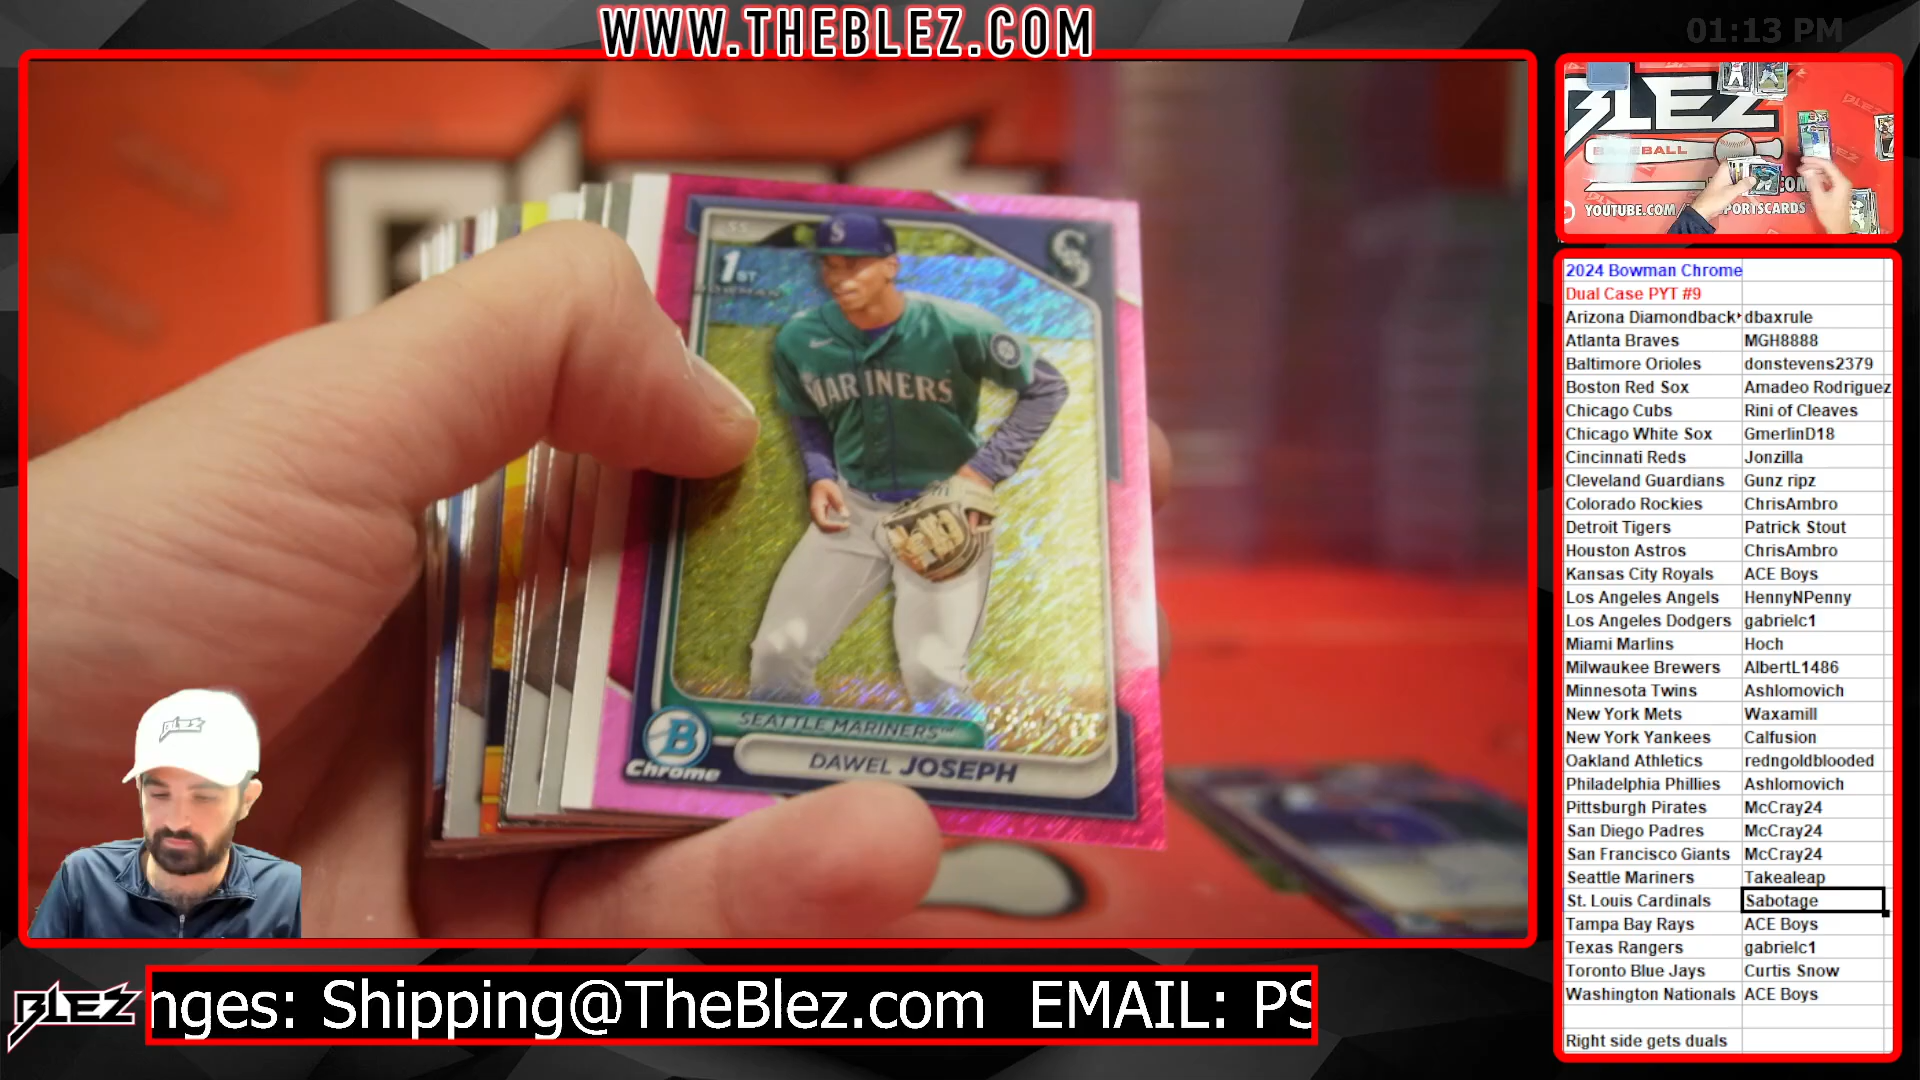 WWW.THEBLEZ.COM
01:13 PM
SS
1ST
BOWMAN
S
MARINERS
SEATTLE MARINERS™
DAWEL JOSEPH
B
Chrome
BLEZ
BLEZ
BASEBALL
YOUTUBE.COM/
PORTSCARDS
2024 Bowman Chrome
Dual Case PYT #9
Arizona Diamondback dbaxrule
Atlanta Braves MGH8888
Baltimore Orioles donstevens2379
Boston Red Sox Amadeo Rodriguez
Chicago Cubs Rini of Cleaves
Chicago White Sox GmerlinD18
Cincinnati Reds Jonzilla
Cleveland Guardians Gunz ripz
Colorado Rockies ChrisAmbro
Detroit Tigers Patrick Stout
Houston Astros ChrisAmbro
Kansas City Royals ACE Boys
Los Angeles Angels HennyNPenny
Los Angeles Dodgers gabrielc1
Miami Marlins Hoch
Milwaukee Brewers AlbertL1486
Minnesota Twins Ashlomovich
New York Mets Waxamill
New York Yankees Calfusion
Oakland Athletics redngoldblooded
Philadelphia Phillies Ashlomovich
Pittsburgh Pirates McCray24
San Diego Padres McCray24
San Francisco Giants McCray24
Seattle Mariners Takealeap
St. Louis Cardinals Sabotage
Tampa Bay Rays ACE Boys
Texas Rangers gabrielc1
Toronto Blue Jays Curtis Snow
Washington Nationals ACE Boys
Right side gets duals
BLEZ
nges: Shipping@TheBlez.com EMAIL: PS